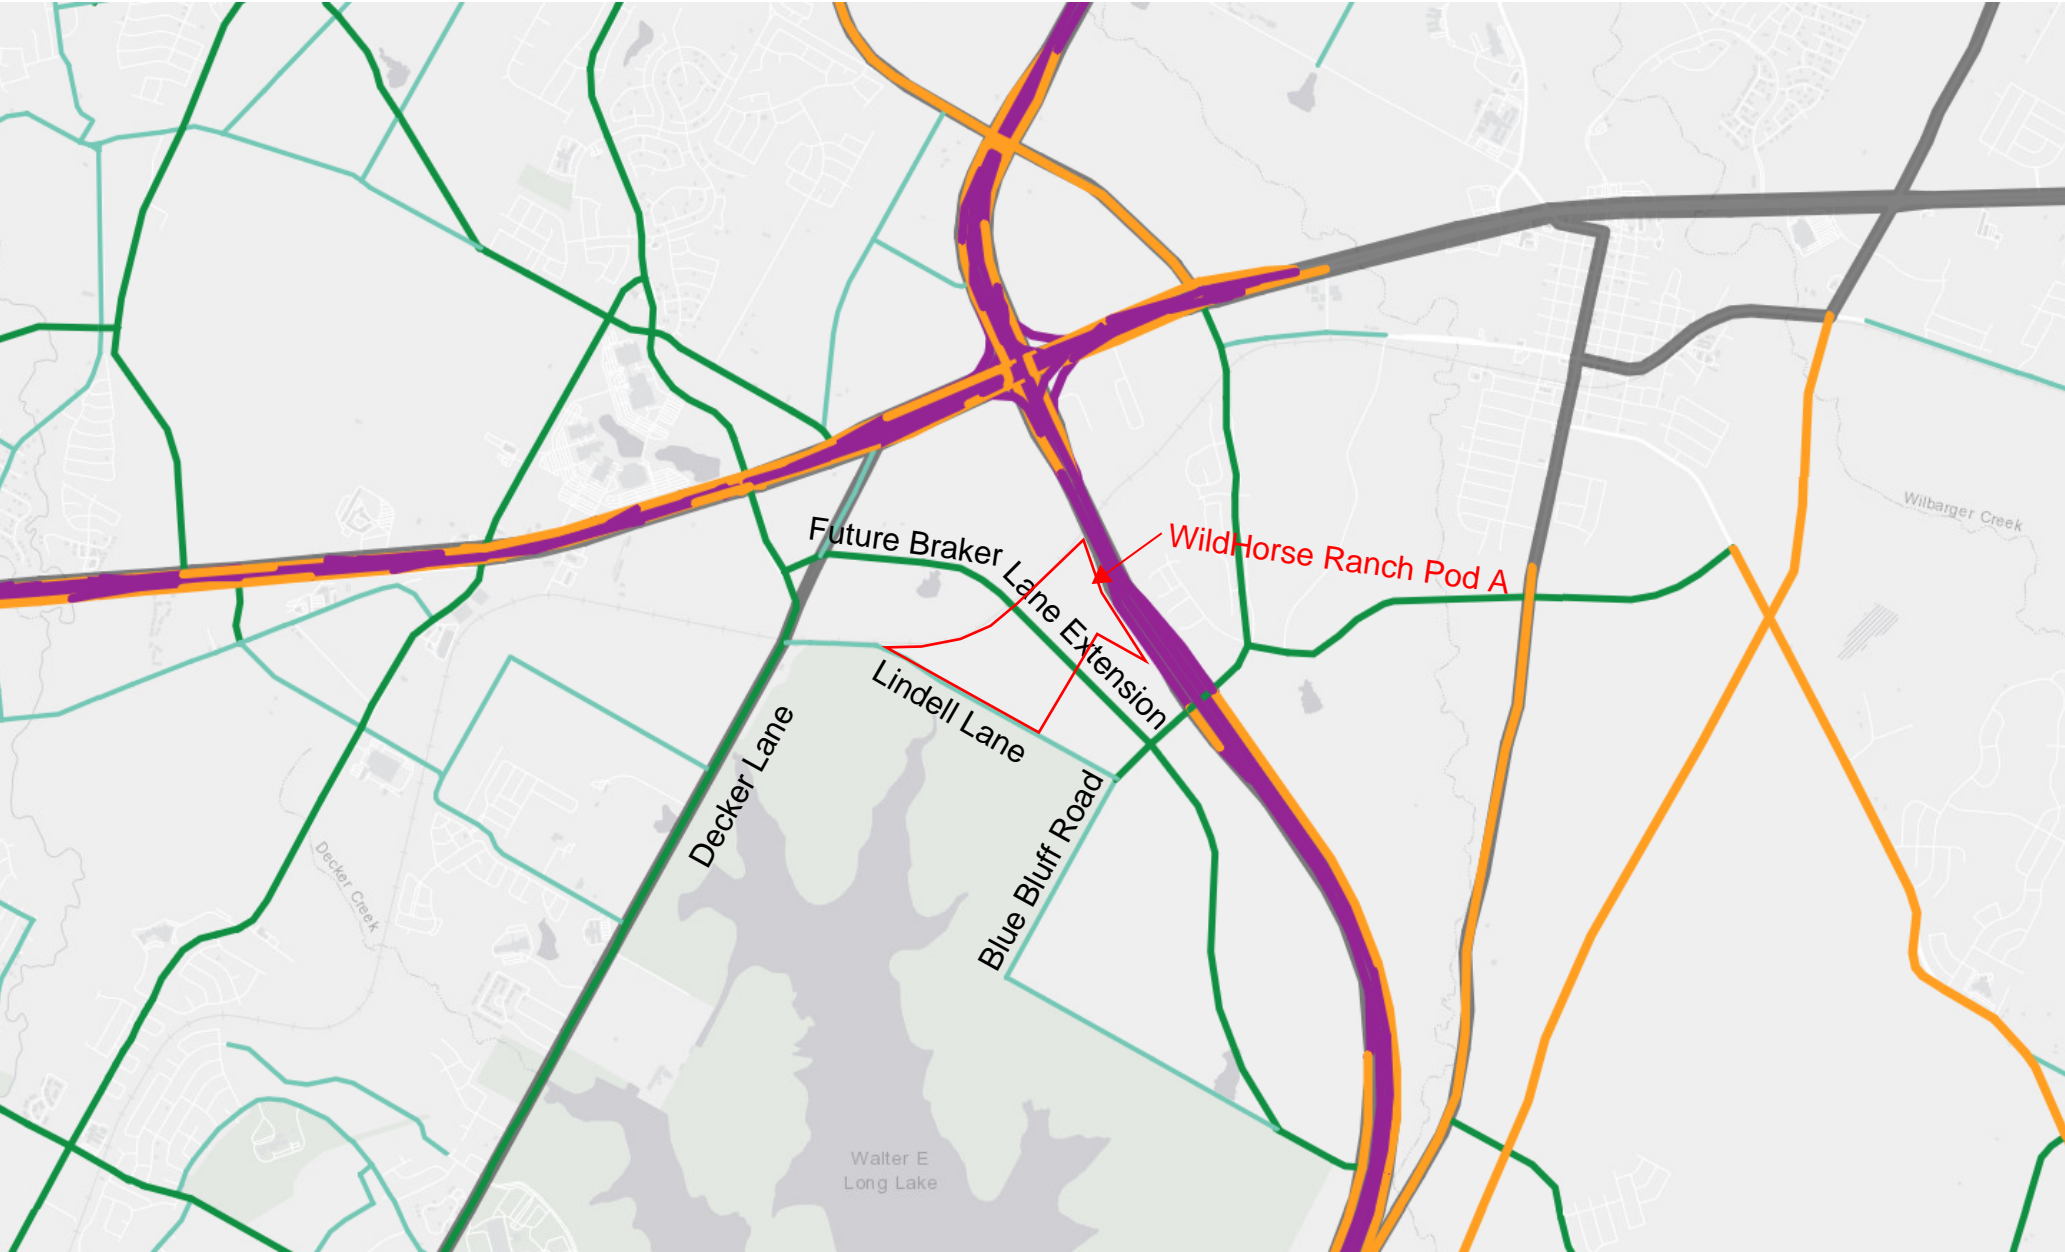 Wilbarger Creek
Future Braker Lane Extension
WildHorse Ranch Pod A
Lindell Lane
Decker Lane
Blue Bluff Road
Decker Creek
Walter E
Long Lake